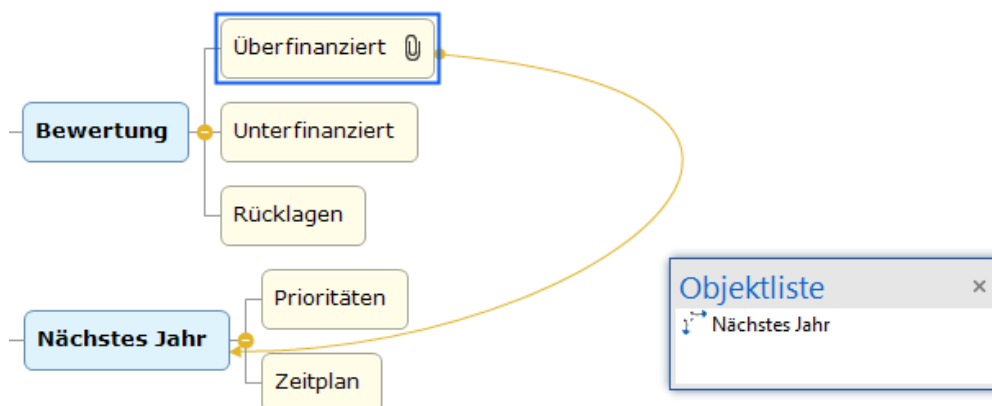 Überfinanziert
Bewertung
Unterfinanziert
Rücklagen
Prioritäten
Nächstes Jahr
Zeitplan
Objektliste
Nächstes Jahr